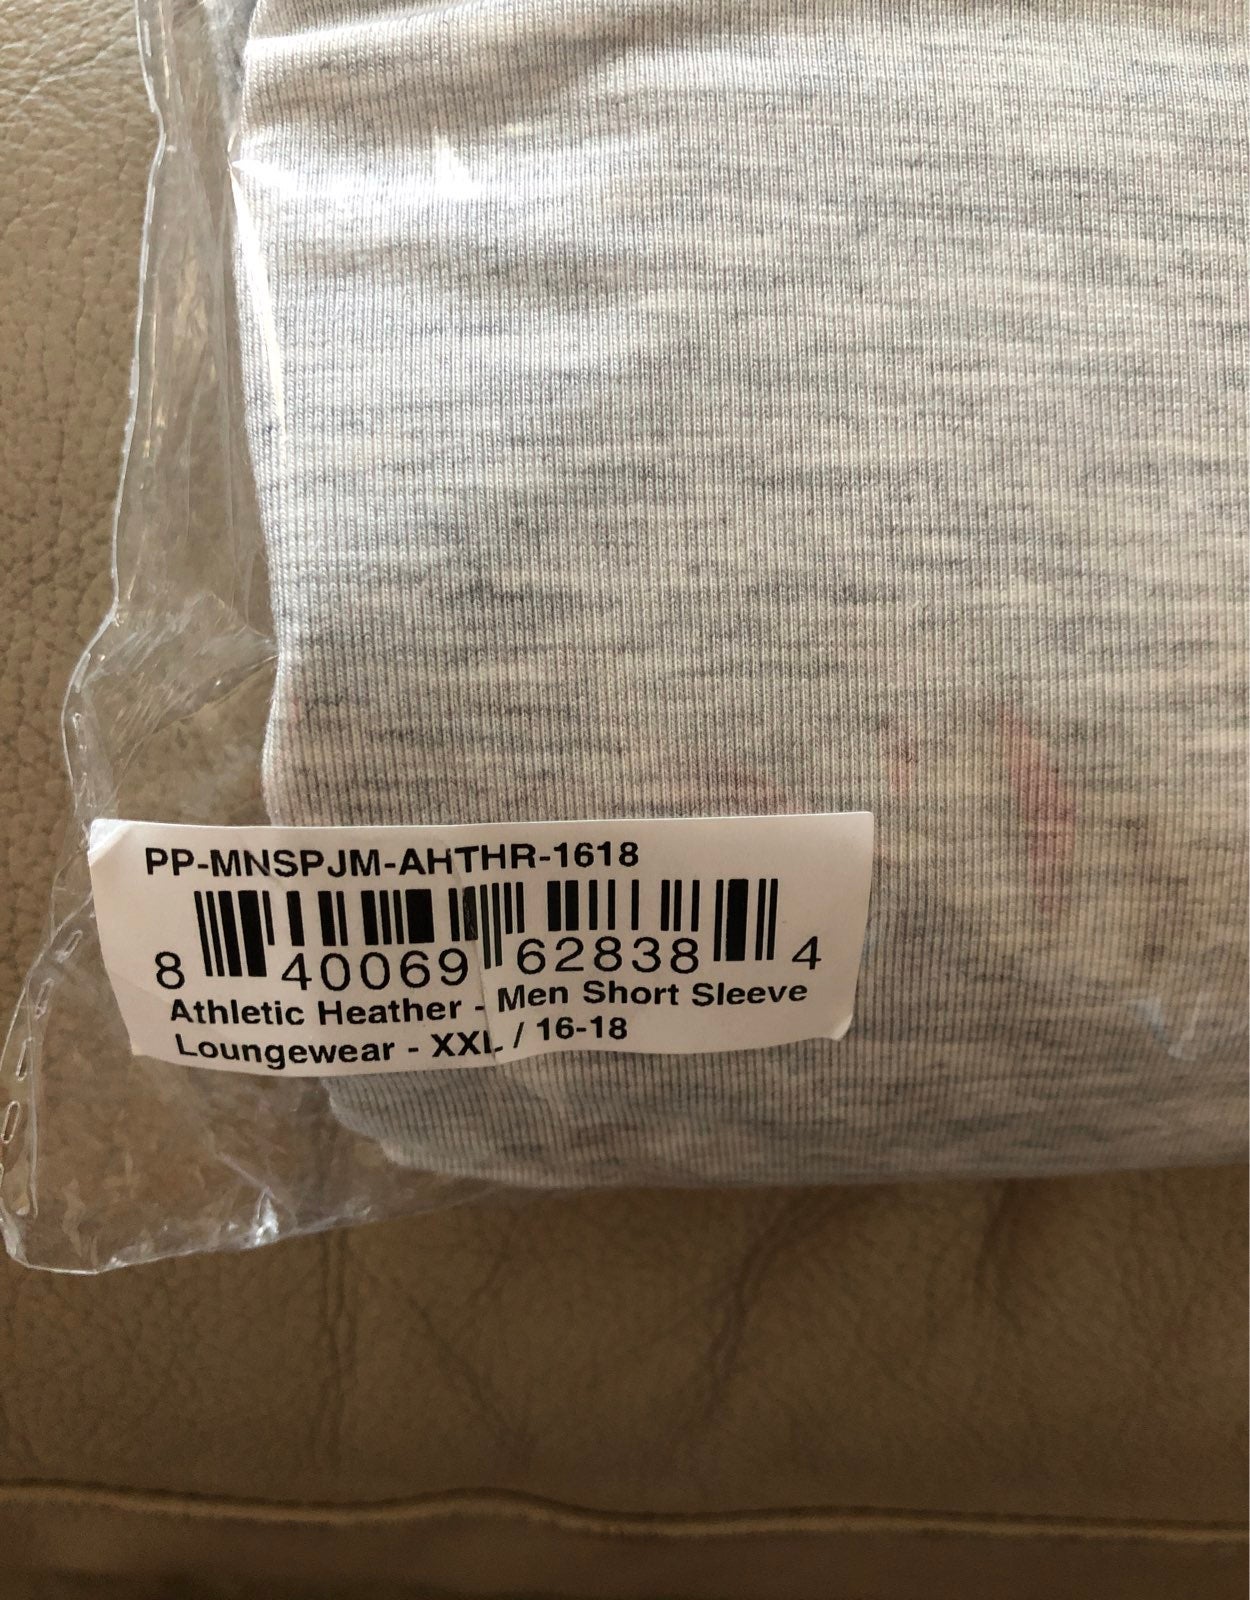 PP-MNSPJM-AHTHR-1618
8 40069 62838 4
Athletic Heather - Men Short Sleeve
Loungewear - XXL / 16-18